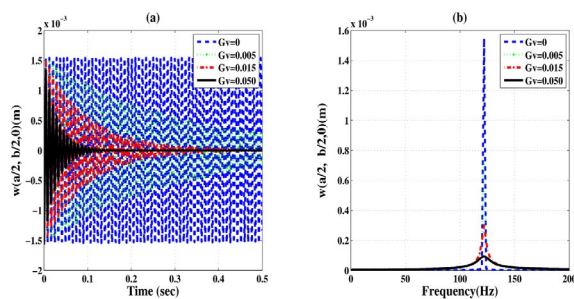 (a)
x 10⁻³
2
1.5
1
0.5
0
−0.5
−1
−1.5
−2
w(a/2, b/2,0)(m)
Gv=0
Gv=0.005
Gv=0.015
Gv=0.050
0 0.1 0.2 0.3 0.4 0.5
Time (sec)
(b)
x 10⁻³
1.6
1.4
1.2
1
0.8
0.6
0.4
0.2
0
w(a/2, b/2,0)(m)
Gv=0
Gv=0.005
Gv=0.015
Gv=0.050
0 50 100 150 200
Frequency(Hz)